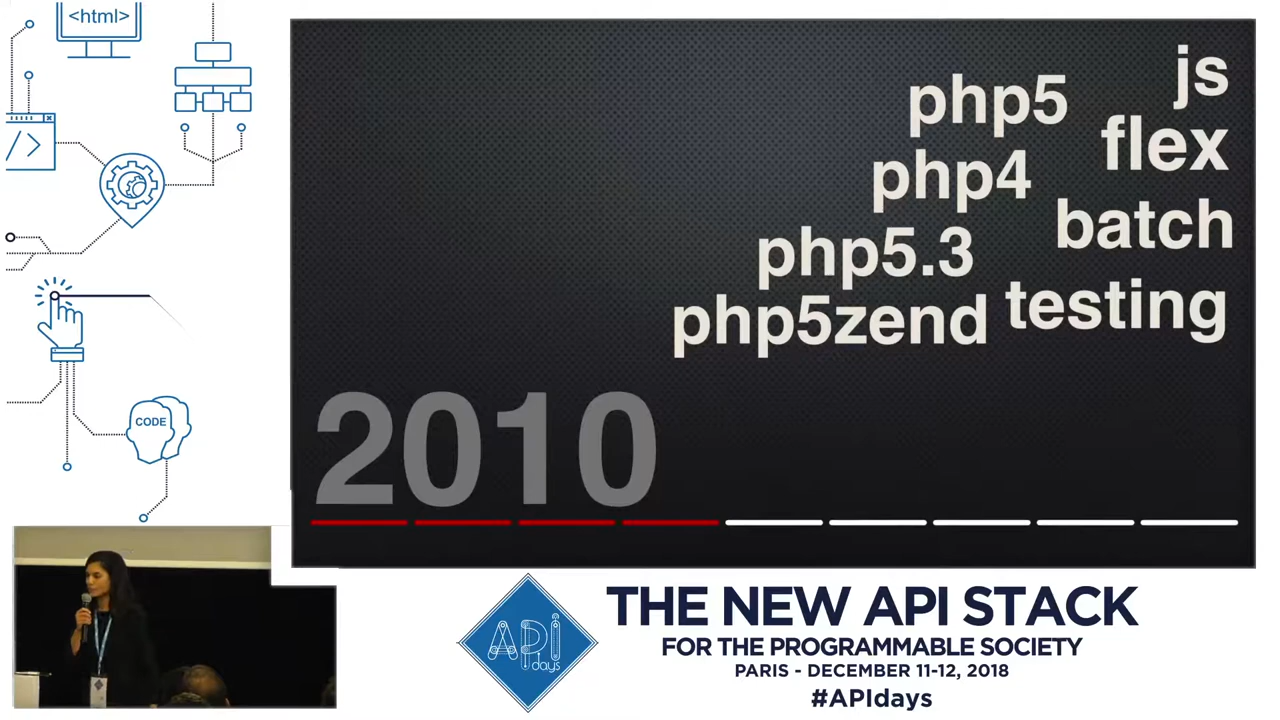 <html>
</>
CODE
js
php5
flex
php4
batch
php5.3
testing
php5zend
2010
API
days
THE NEW API STACK
FOR THE PROGRAMMABLE SOCIETY
PARIS - DECEMBER 11-12, 2018
#APIdays